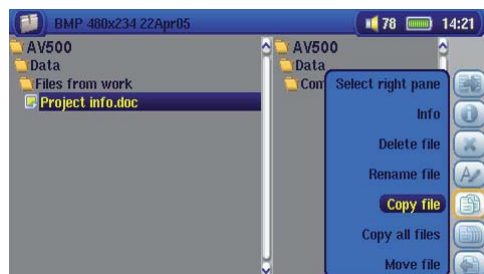 BMP 480x234 22Apr05 78 14:21
AV500
Data
Files from work
Project info.doc
AV500
Data
Select right pane
Info
Delete file
Rename file
Copy file
Copy all files
Move file